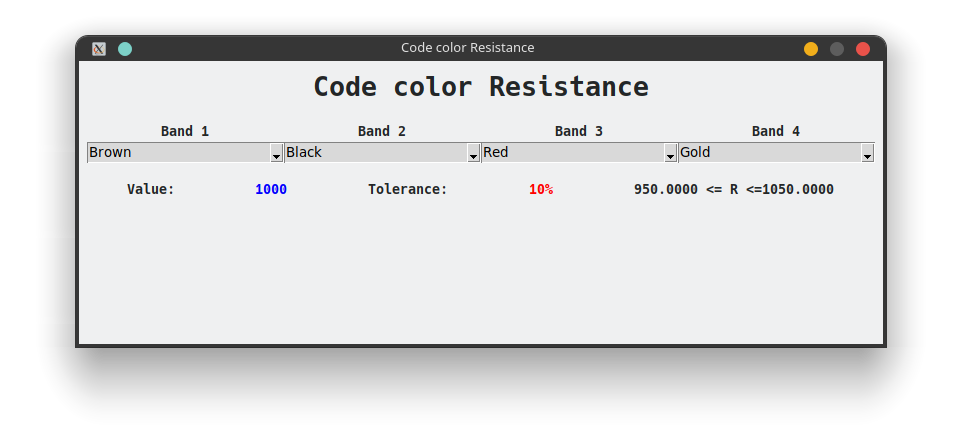 Code color Resistance
Code color Resistance
Band 1 Band 2 Band 3 Band 4
Brown Black Red Gold
Value: 1000 Tolerance: 10% 950.0000 <= R <=1050.0000